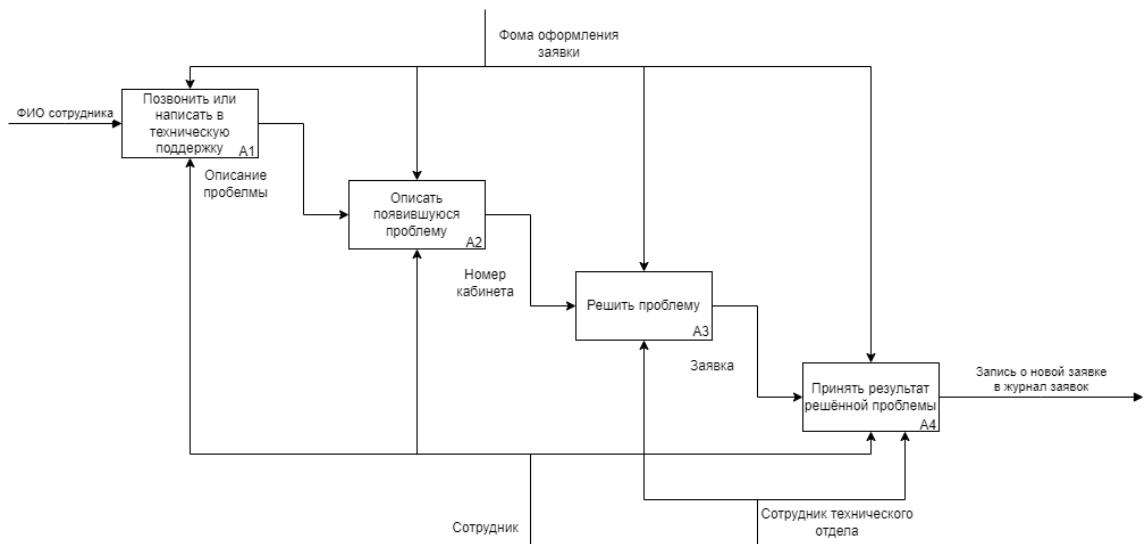 Фома оформления
заявки
ФИО сотрудника
Позвонить или
написать в
техническую
поддержку
A1
Описание
пробелмы
Описать
появившуюся
проблему
A2
Номер
кабинета
Решить проблему
A3
Заявка
Принять результат
решённой проблемы
A4
Запись о новой заявке
в журнал заявок
Сотрудник
Сотрудник технического
отдела